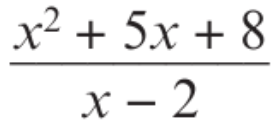 x² + 5x + 8
x − 2